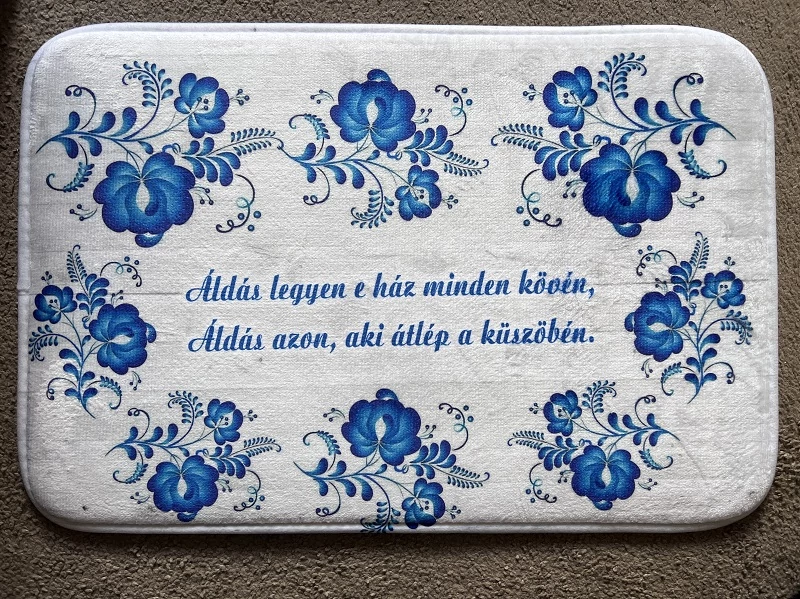 Áldás legyen e ház minden kövén,
Áldás azon, aki átlép a küszöbén.